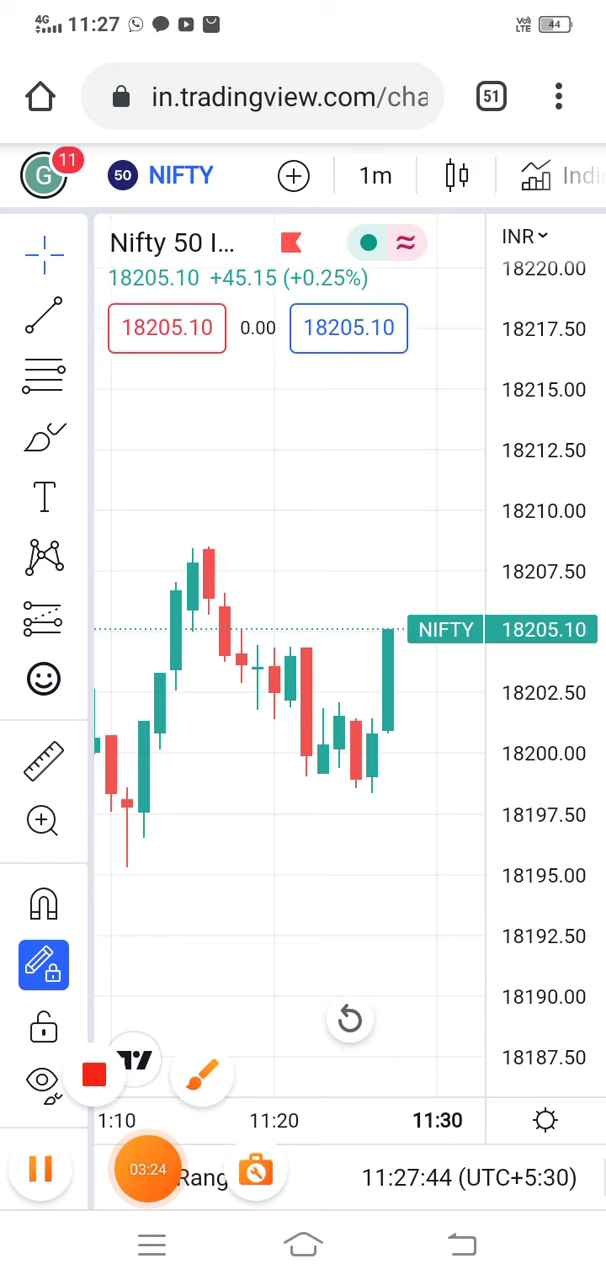 4G 11:27 Vo) LTE 44
in.tradingview.com/cha 51
G 11 50 NIFTY 1m Indi
Nifty 50 I... INR
18205.10 +45.15 (+0.25%) 18220.00
18205.10 0.00 18205.10 18217.50
18215.00
18212.50
18210.00
18207.50
NIFTY 18205.10
18202.50
18200.00
18197.50
18195.00
18192.50
18190.00
18187.50
1:10 11:20 11:30
03:24 Rang 11:27:44 (UTC+5:30)